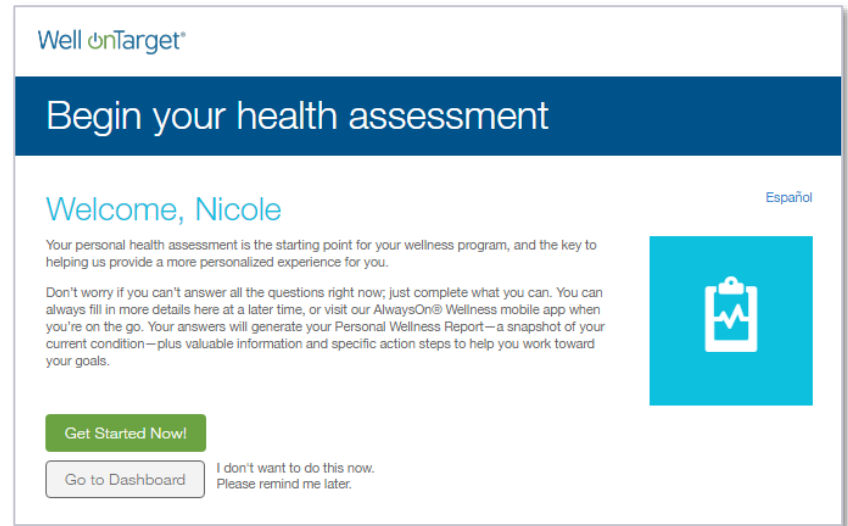 Well onTarget®
Begin your health assessment
Welcome, Nicole
Español
Your personal health assessment is the starting point for your wellness program, and the key to
helping us provide a more personalized experience for you.
Don't worry if you can't answer all the questions right now; just complete what you can. You can
always fill in more details here at a later time, or visit our AlwaysOn® Wellness mobile app when
you're on the go. Your answers will generate your Personal Wellness Report—a snapshot of your
current condition—plus valuable information and specific action steps to help you work toward
your goals.
Get Started Now!
Go to Dashboard
I don't want to do this now.
Please remind me later.